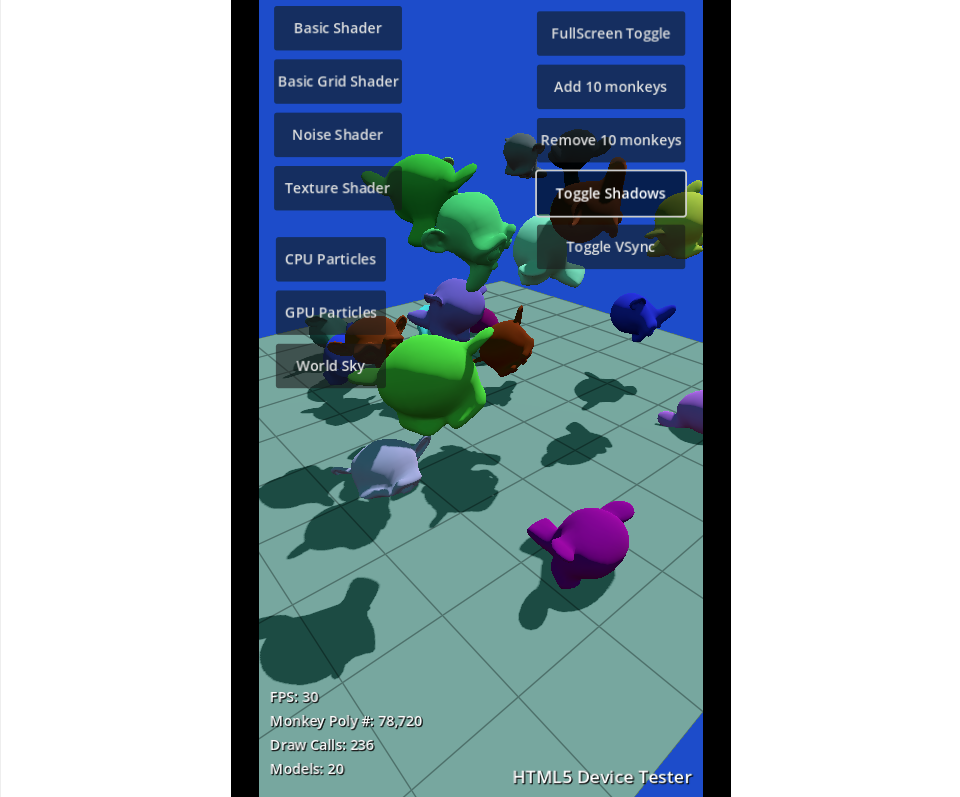 Basic Shader
Basic Grid Shader
Noise Shader
Texture Shader
CPU Particles
GPU Particles
World Sky
FullScreen Toggle
Add 10 monkeys
Remove 10 monkeys
Toggle Shadows
Toggle VSync
FPS: 30
Monkey Poly #: 78,720
Draw Calls: 236
Models: 20
HTML5 Device Tester